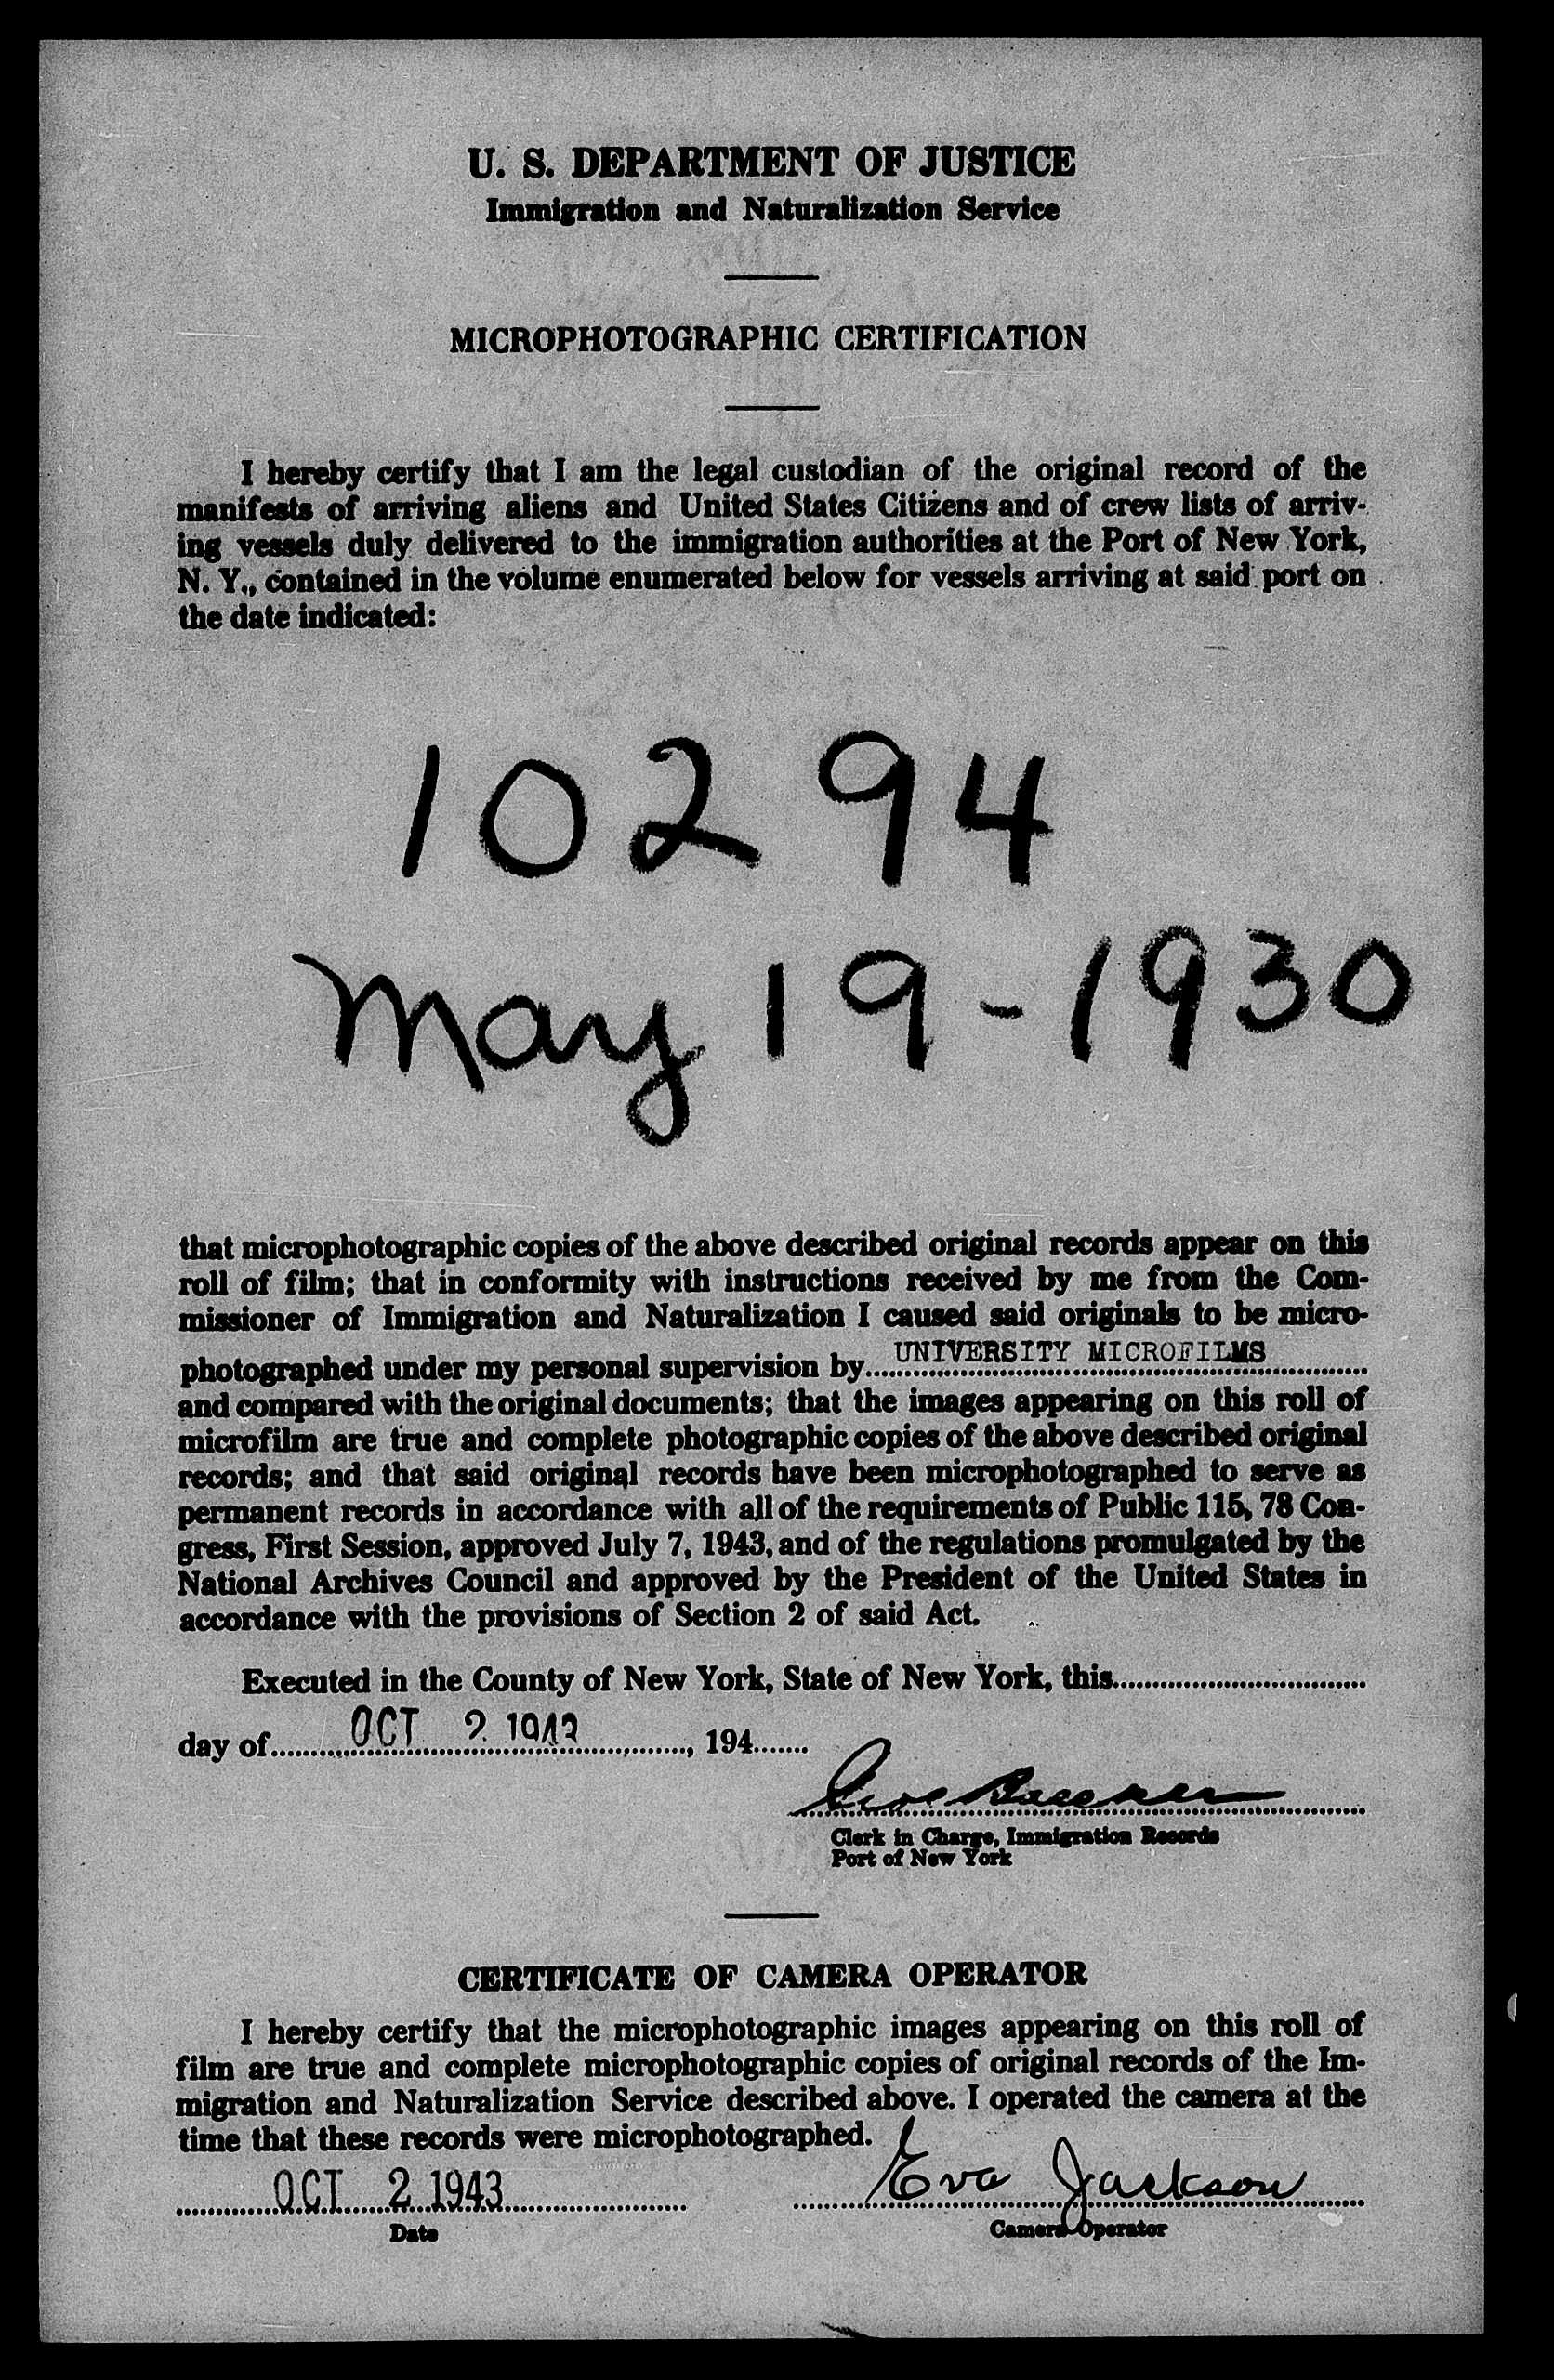 U. S. DEPARTMENT OF JUSTICE
Immigration and Naturalization Service
MICROPHOTOGRAPHIC CERTIFICATION
I hereby certify that I am the legal custodian of the original record of the
manifests of arriving aliens and United States Citizens and of crew lists of arriv-
ing vessels duly delivered to the immigration authorities at the Port of New York,
N. Y., contained in the volume enumerated below for vessels arriving at said port on
the date indicated:
10294
May 19-1930
that microphotographic copies of the above described original records appear on this
roll of film; that in conformity with instructions received by me from the Com-
missioner of Immigration and Naturalization I caused said originals to be micro-
photographed under my personal supervision by UNIVERSITY MICROFILMS
and compared with the original documents; that the images appearing on this roll of
microfilm are true and complete photographic copies of the above described original
records; and that said original records have been microphotographed to serve as
permanent records in accordance with all of the requirements of Public 115, 78 Con-
gress, First Session, approved July 7, 1943, and of the regulations promulgated by the
National Archives Council and approved by the President of the United States in
accordance with the provisions of Section 2 of said Act.
Executed in the County of New York, State of New York, this
day of OCT 2 1943, 194
Clerk in Charge, Immigration Records
Port of New York
CERTIFICATE OF CAMERA OPERATOR
I hereby certify that the microphotographic images appearing on this roll of
film are true and complete microphotographic copies of original records of the Im-
migration and Naturalization Service described above. I operated the camera at the
time that these records were microphotographed.
OCT 2 1943 Eva Jackson
Date Camera Operator